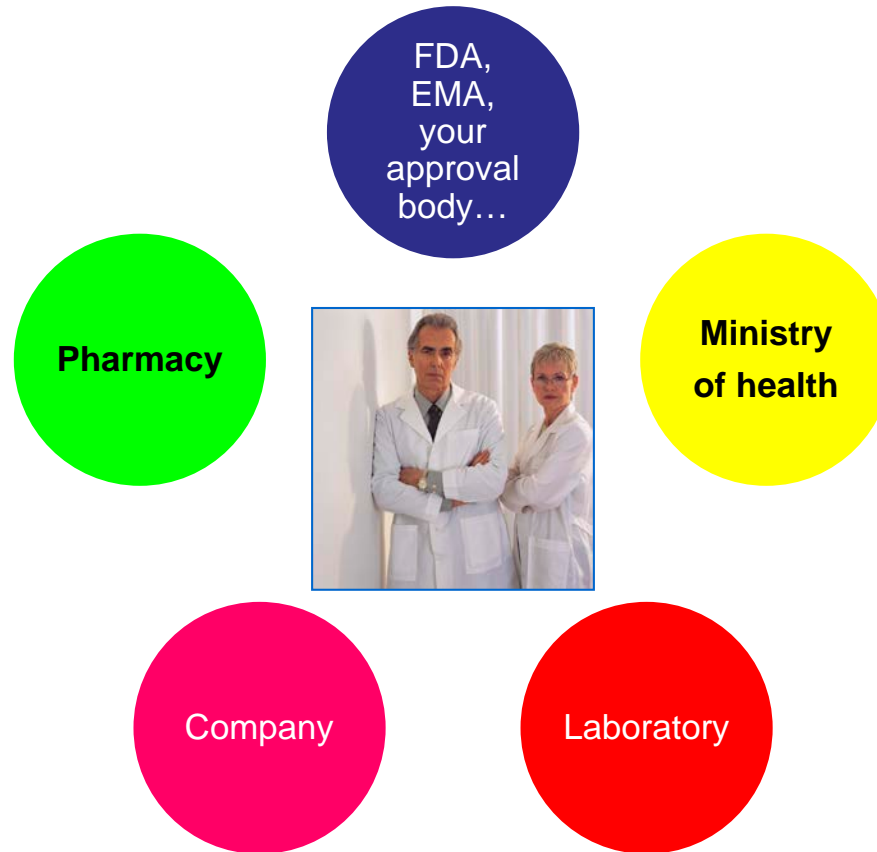 FDA,
EMA,
your
approval
body…
Pharmacy
Ministry
of health
Company
Laboratory